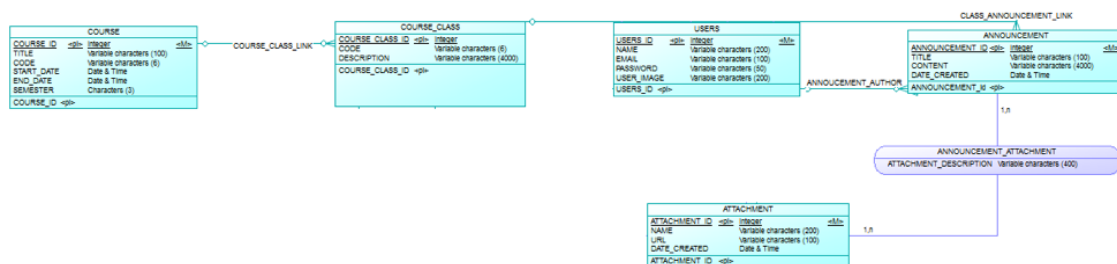 COURSE
COURSE_ID <pi> Integer <M>
TITLE Variable characters (100)
CODE Variable characters (6)
START_DATE Date & Time
END_DATE Date & Time
SEMESTER Characters (3)
COURSE_ID <pi>
COURSE_CLASS_LINK
COURSE_CLASS
COURSE_CLASS_ID <pi> Integer <M>
CODE Variable characters (6)
DESCRIPTION Variable characters (4000)
COURSE_CLASS_ID <pi>
USERS
USERS_ID <pi> Integer <M>
NAME Variable characters (200)
EMAIL Variable characters (100)
PASSWORD Variable characters (50)
USER_IMAGE Variable characters (200)
USERS_ID <pi>
CLASS_ANNOUNCEMENT_LINK
ANNOUCEMENT_AUTHOR
ANNOUNCEMENT
ANNOUNCEMENT_ID <pi> Integer <M>
TITLE Variable characters (100)
CONTENT Variable characters (4000)
DATE_CREATED Date & Time
ANNOUNCEMENT_Id <pi>
1,n
ANNOUNCEMENT_ATTACHMENT
ATTACHMENT_DESCRIPTION Variable characters (400)
1,n
ATTACHMENT
ATTACHMENT_ID <pi> Integer <M>
NAME Variable characters (200)
URL Variable characters (100)
DATE_CREATED Date & Time
ATTACHMENT_ID <pi>